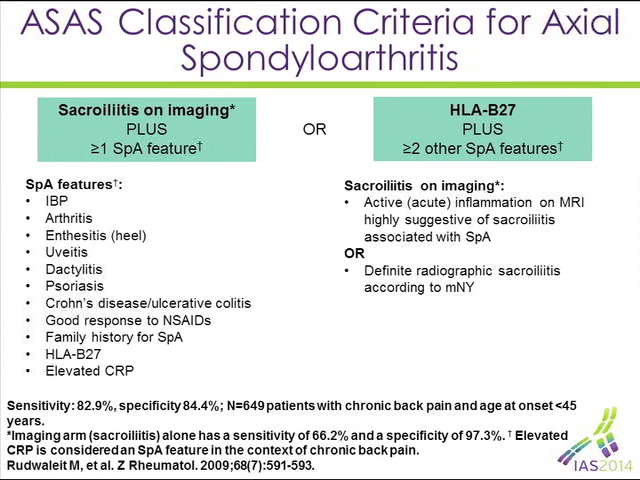 ASAS Classification Criteria for Axial
Spondyloarthritis
Sacroiliitis on imaging*
PLUS
≥1 SpA feature†
OR
HLA-B27
PLUS
≥2 other SpA features†
SpA features†:
• IBP
• Arthritis
• Enthesitis (heel)
• Uveitis
• Dactylitis
• Psoriasis
• Crohn's disease/ulcerative colitis
• Good response to NSAIDs
• Family history for SpA
• HLA-B27
• Elevated CRP
Sacroiliitis on imaging*:
• Active (acute) inflammation on MRI
highly suggestive of sacroiliitis
associated with SpA
OR
• Definite radiographic sacroiliitis
according to mNY
Sensitivity: 82.9%, specificity 84.4%; N=649 patients with chronic back pain and age at onset <45
years.
*Imaging arm (sacroiliitis) alone has a sensitivity of 66.2% and a specificity of 97.3%. † Elevated
CRP is considered an SpA feature in the context of chronic back pain.
Rudwaleit M, et al. Z Rheumatol. 2009;68(7):591-593.
IAS2014